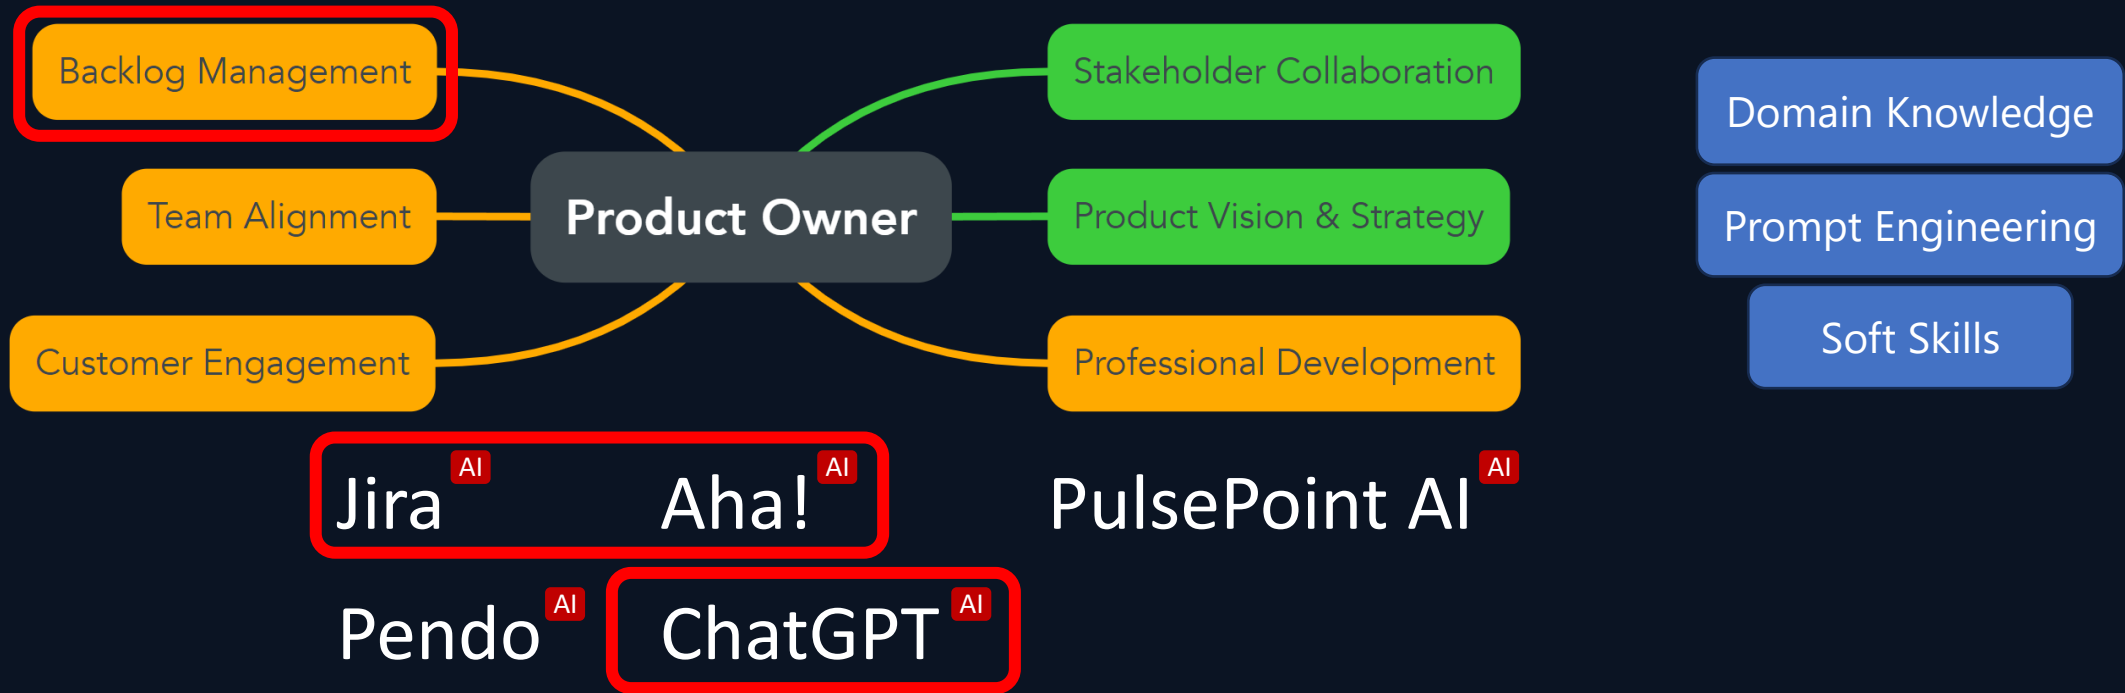 Backlog Management
Team Alignment
Customer Engagement
Product Owner
Stakeholder Collaboration
Product Vision & Strategy
Professional Development
Domain Knowledge
Prompt Engineering
Soft Skills
Jira AI
Aha! AI
PulsePoint AI AI
Pendo AI
ChatGPT AI